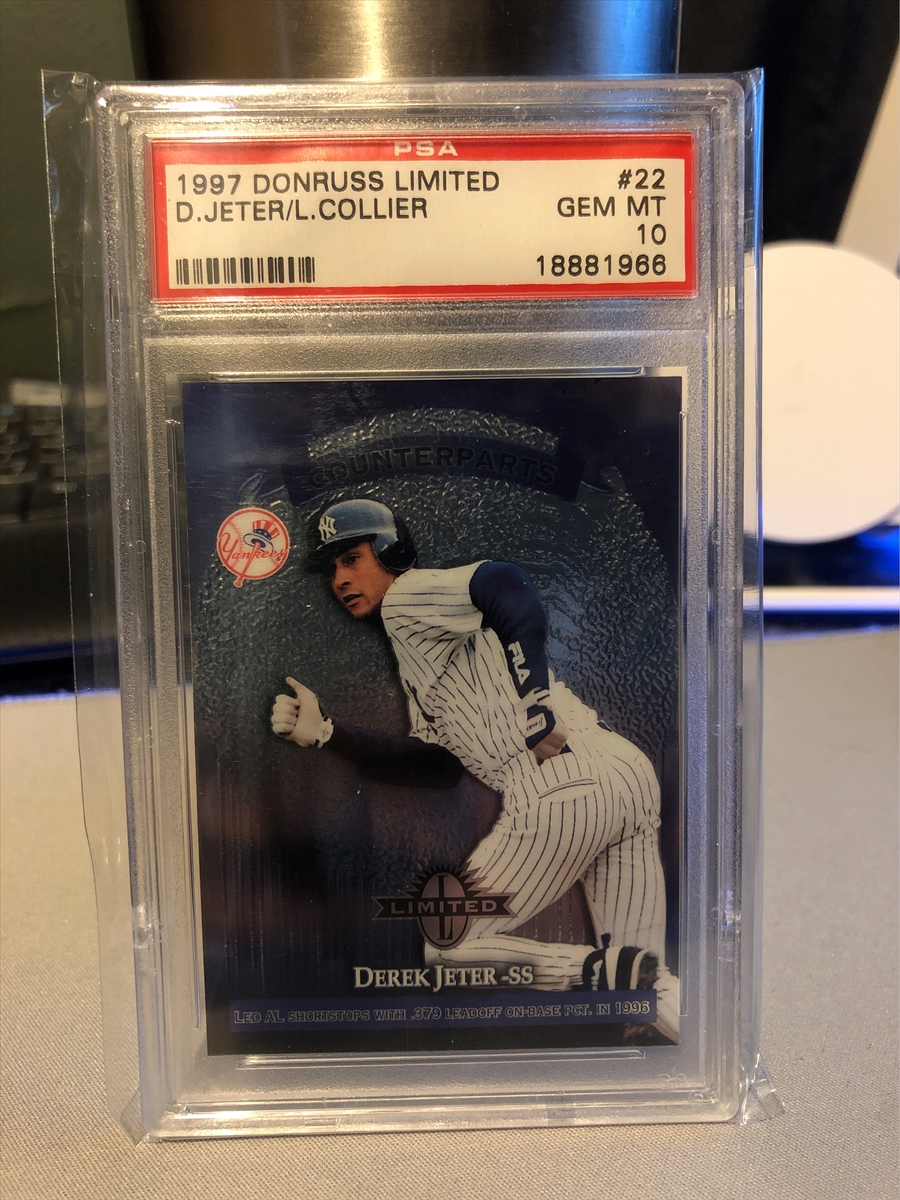 PSA
1997 DONRUSS LIMITED #22
D.JETER/L.COLLIER GEM MT
10
18881966
COUNTERPARTS
Yankees
NY
FILA
LIMITED
L
DEREK JETER -SS
LED AL SHORTSTOPS WITH .379 LEADOFF ON-BASE PCT. IN 1996